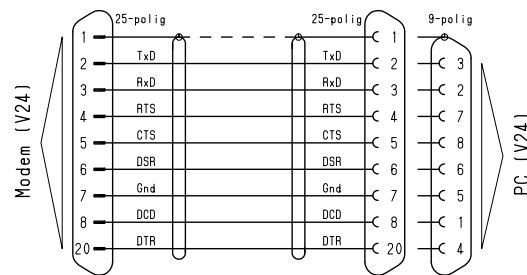 25-polig 25-polig 9-polig
1 1
2 TxD TxD 2 3
3 RxD RxD 3 2
4 RTS RTS 4 7
5 CTS CTS 5 8
6 DSR DSR 6 6
7 Gnd Gnd 7 5
8 DCD DCD 8 1
20 DTR DTR 20 4
Modem (V24)
PC (V24)